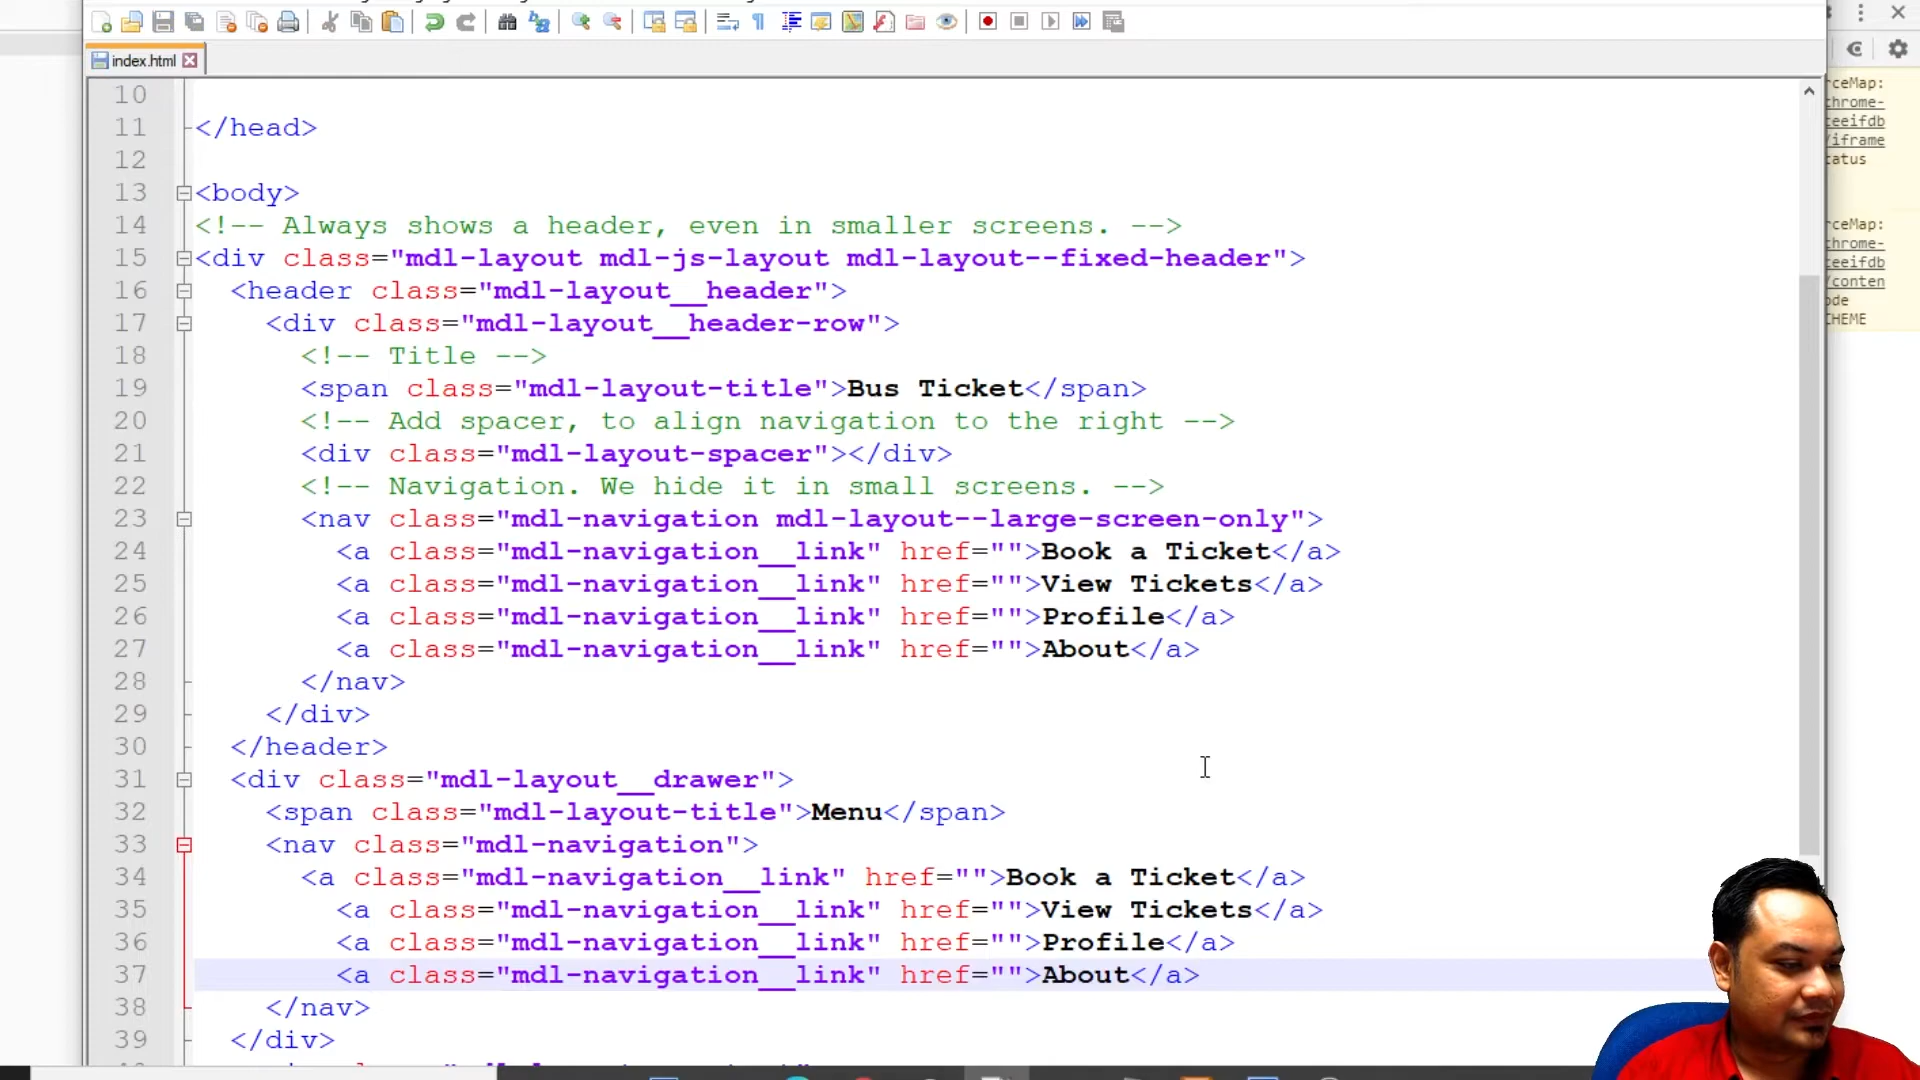 index.html
10
11 </head>
12
13 <body>
14 <!-- Always shows a header, even in smaller screens. -->
15 <div class="mdl-layout mdl-js-layout mdl-layout--fixed-header">
16 <header class="mdl-layout__header">
17 <div class="mdl-layout__header-row">
18 <!-- Title -->
19 <span class="mdl-layout-title">Bus Ticket</span>
20 <!-- Add spacer, to align navigation to the right -->
21 <div class="mdl-layout-spacer"></div>
22 <!-- Navigation. We hide it in small screens. -->
23 <nav class="mdl-navigation mdl-layout--large-screen-only">
24 <a class="mdl-navigation__link" href="">Book a Ticket</a>
25 <a class="mdl-navigation__link" href="">View Tickets</a>
26 <a class="mdl-navigation__link" href="">Profile</a>
27 <a class="mdl-navigation__link" href="">About</a>
28 </nav>
29 </div>
30 </header>
31 <div class="mdl-layout__drawer">
32 <span class="mdl-layout-title">Menu</span>
33 <nav class="mdl-navigation">
34 <a class="mdl-navigation__link" href="">Book a Ticket</a>
35 <a class="mdl-navigation__link" href="">View Tickets</a>
36 <a class="mdl-navigation__link" href="">Profile</a>
37 <a class="mdl-navigation__link" href="">About</a>
38 </nav>
39 </div>
rceMap:
chrome-
teeifdb
/iframe
tatus
rceMap:
chrome-
teeifdb
/conten
ode
CHEME